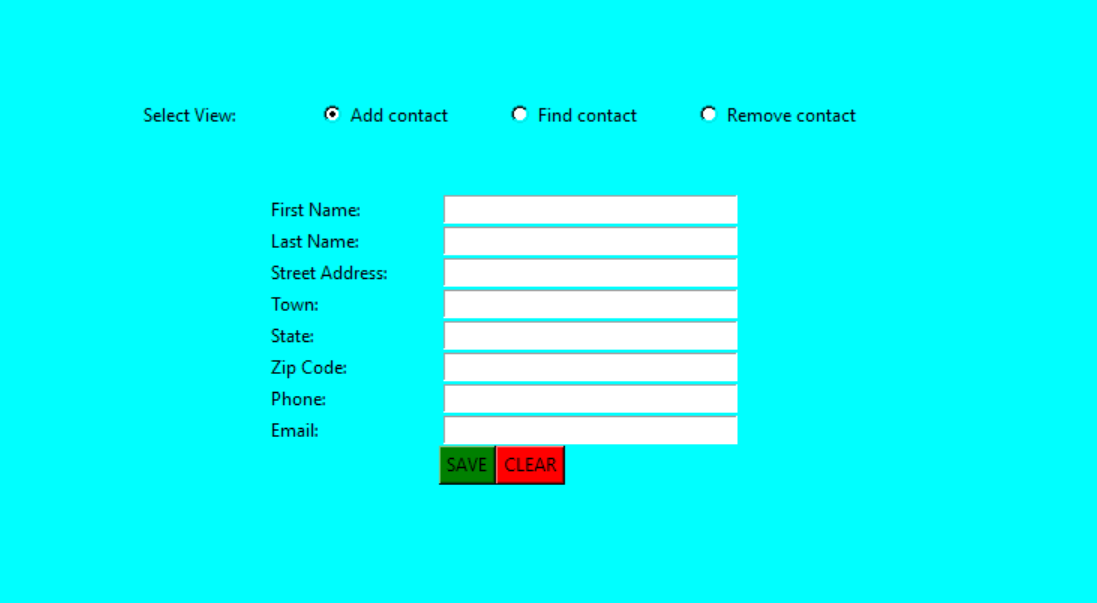 Select View: Add contact Find contact Remove contact
First Name:
Last Name:
Street Address:
Town:
State:
Zip Code:
Phone:
Email:
SAVE CLEAR